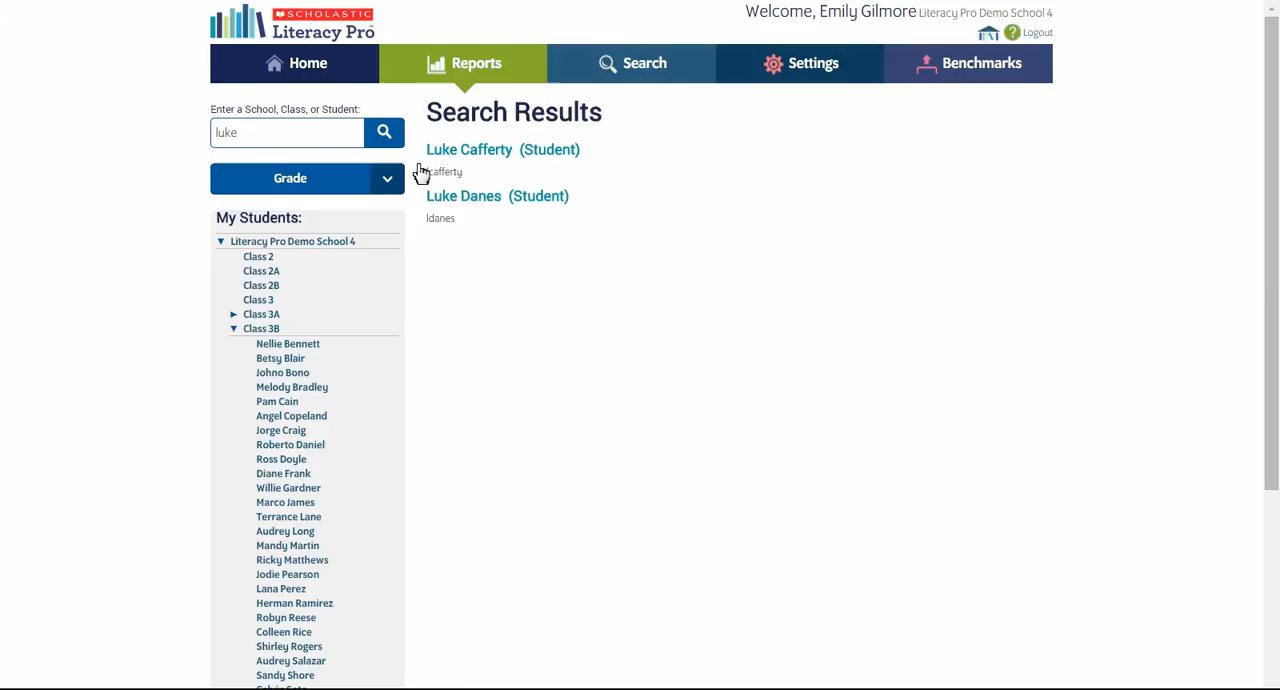 SCHOLASTIC
Literacy Pro
Welcome, Emily Gilmore Literacy Pro Demo School 4
? Logout
Home
Reports
Search
Settings
Benchmarks
Enter a School, Class, or Student:
luke
Grade
My Students:
Literacy Pro Demo School 4
Class 2
Class 2A
Class 2B
Class 3
Class 3A
Class 3B
Nellie Bennett
Betsy Blair
Johno Bono
Melody Bradley
Pam Cain
Angel Copeland
Jorge Craig
Roberto Daniel
Ross Doyle
Diane Frank
Willie Gardner
Marco James
Terrance Lane
Audrey Long
Mandy Martin
Ricky Matthews
Jodie Pearson
Lana Perez
Herman Ramirez
Robyn Reese
Colleen Rice
Shirley Rogers
Audrey Salazar
Sandy Shore
Search Results
Luke Cafferty (Student)
Luke Danes (Student)
ldanes